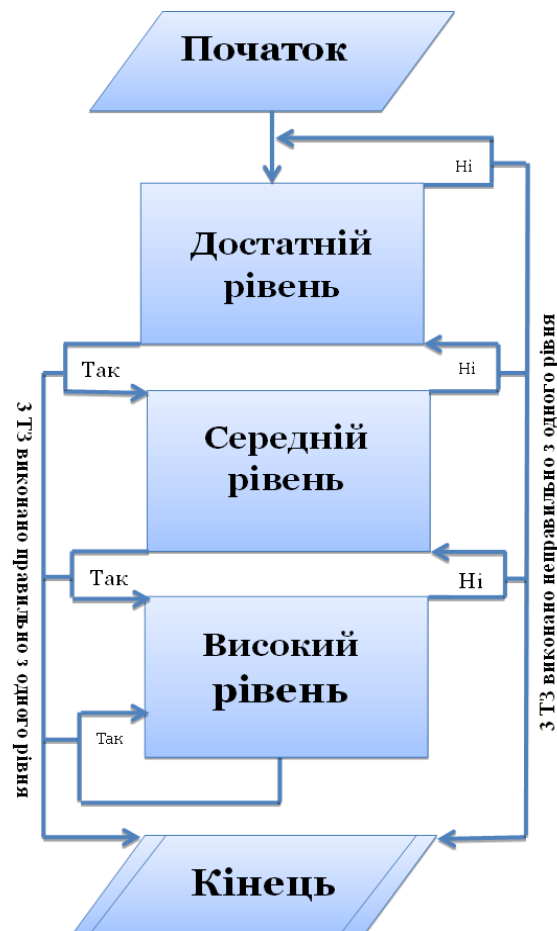 Початок
Ні
Достатній
рівень
Так
Ні
Середній
рівень
Так
Ні
Високий
рівень
Так
Кінець
3 ТЗ виконано правильно з одного рівня
3 ТЗ виконано неправильно з одного рівня